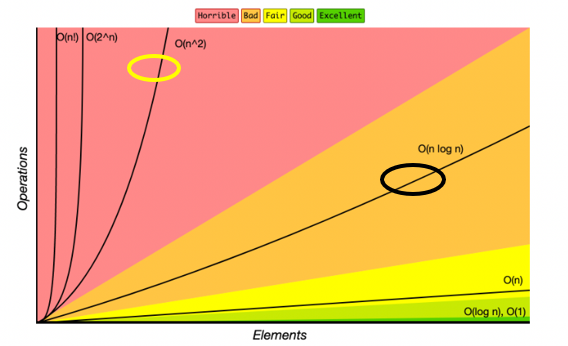 Horrible Bad Fair Good Excellent
O(n!) O(2^n) O(n^2)
O(n log n)
O(n)
O(log n), O(1)
Operations
Elements